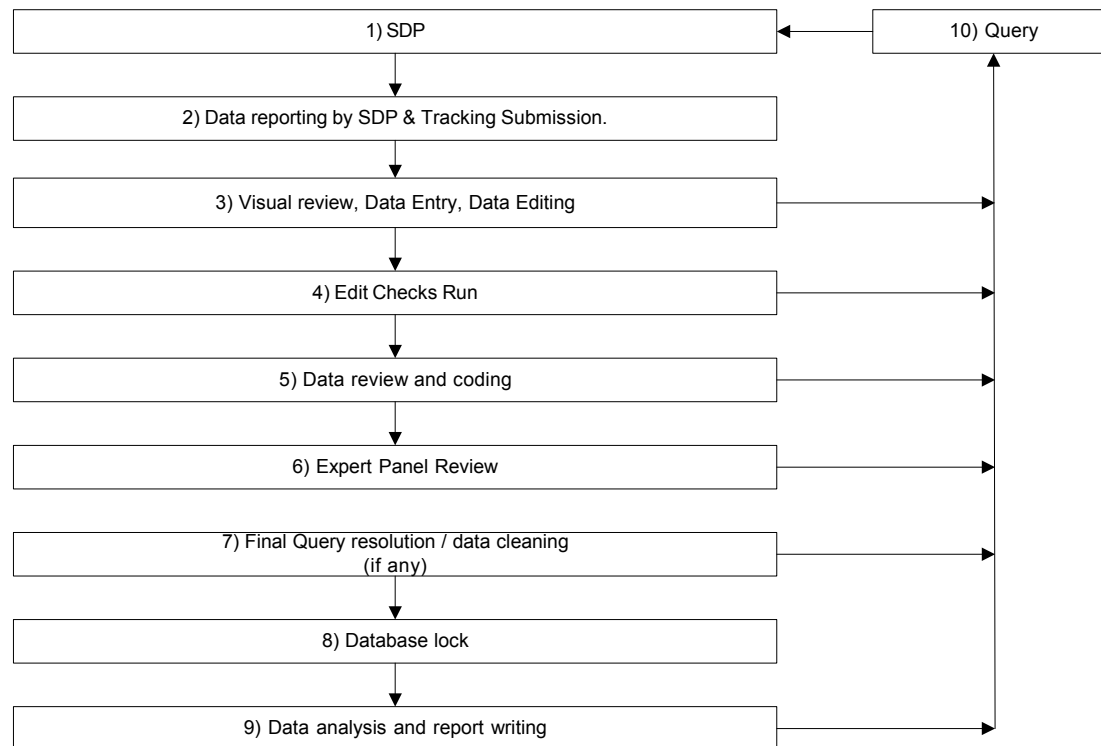 1) SDP
10) Query
2) Data reporting by SDP & Tracking Submission.
3) Visual review, Data Entry, Data Editing
4) Edit Checks Run
5) Data review and coding
6) Expert Panel Review
7) Final Query resolution / data cleaning
(if any)
8) Database lock
9) Data analysis and report writing